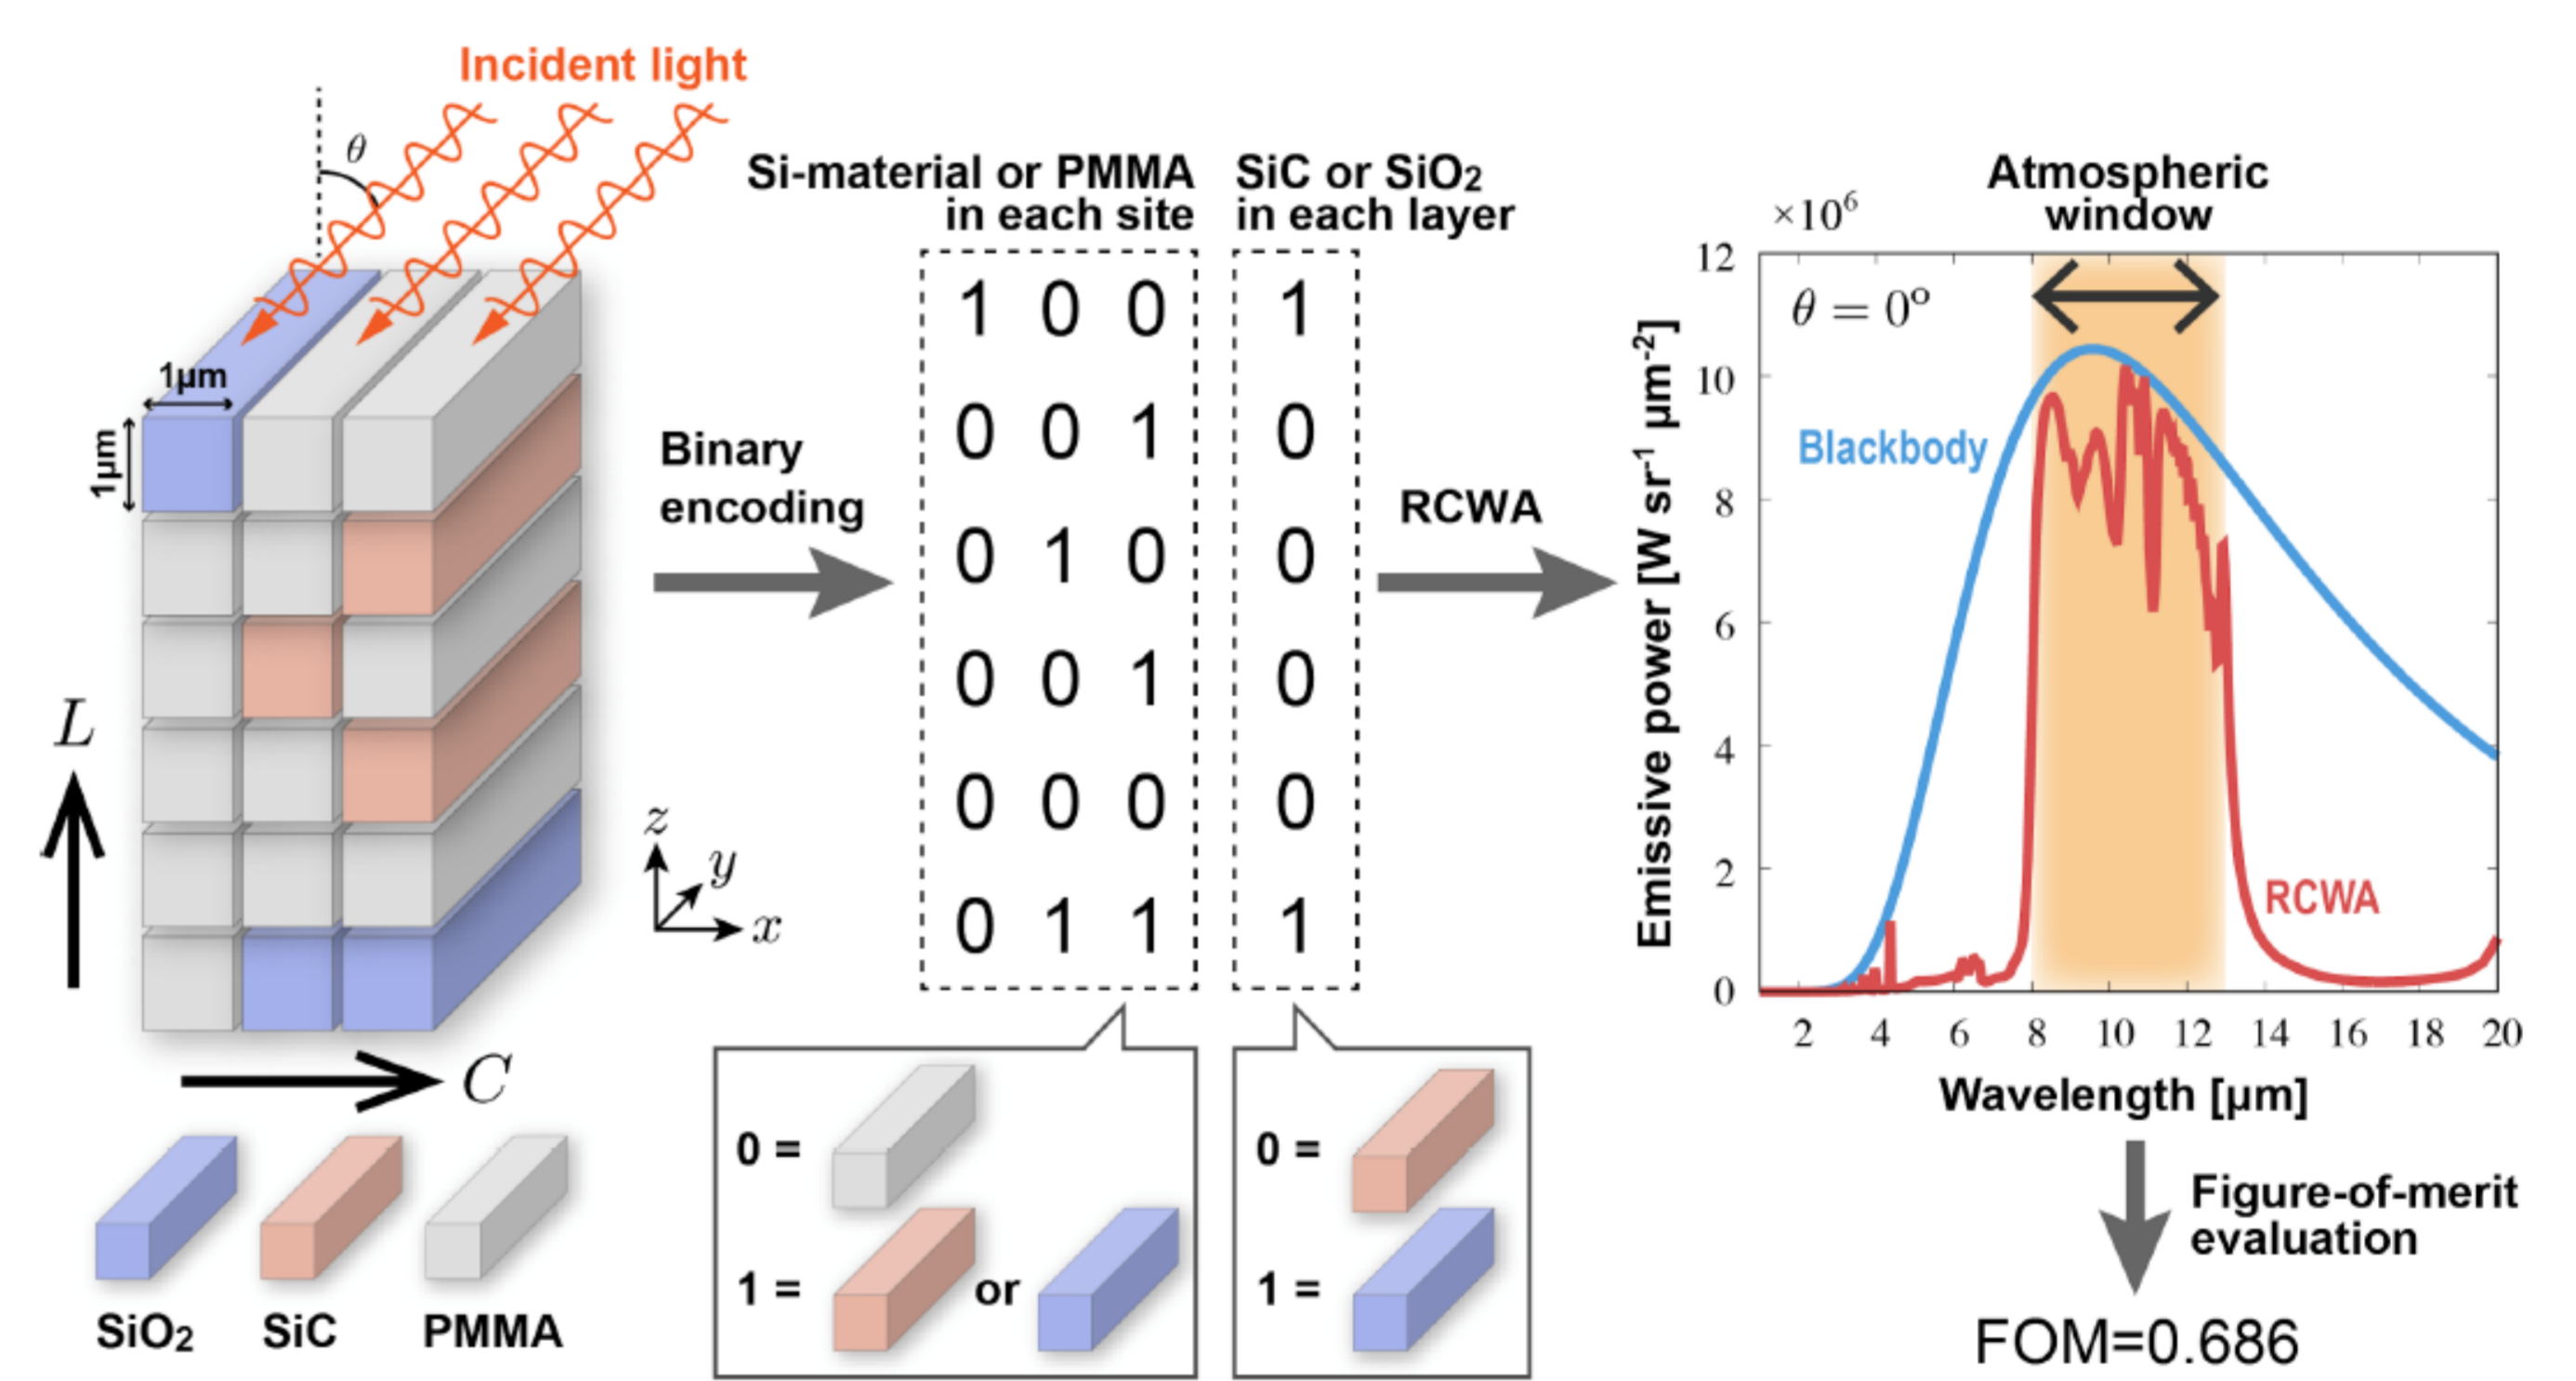 Incident light
θ
1μm
1μm
L
C
SiO₂
SiC
PMMA
Binary
encoding
z
y
x
Si-material or PMMA
in each site
SiC or SiO₂
in each layer
1 0 0 1
0 0 1 0
0 1 0 0
0 0 1 0
0 0 0 0
0 1 1 1
0 =
1 =
or
0 =
1 =
RCWA
Atmospheric
window
×10⁶
θ = 0º
Blackbody
RCWA
Emissive power [W sr⁻¹ μm⁻²]
12
10
8
6
4
2
0
2 4 6 8 10 12 14 16 18 20
Wavelength [μm]
Figure-of-merit
evaluation
FOM=0.686